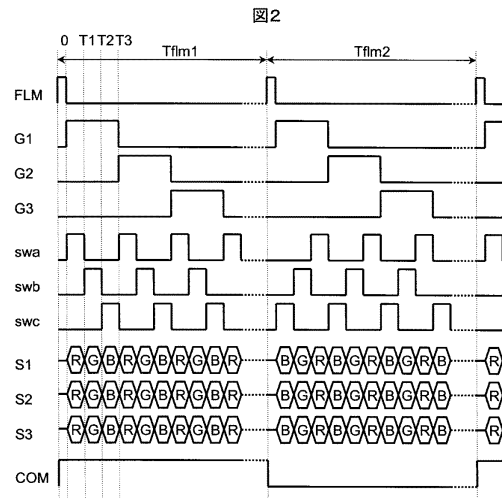 図2
0 T1 T2 T3 Tflm1 Tflm2
FLM
G1
G2
G3
swa
swb
swc
S1 R G B R G B R G B R B G R B G R B G R B R
S2 R G B R G B R G B R B G R B G R B G R B R
S3 R G B R G B R G B R B G R B G R B G R B R
COM